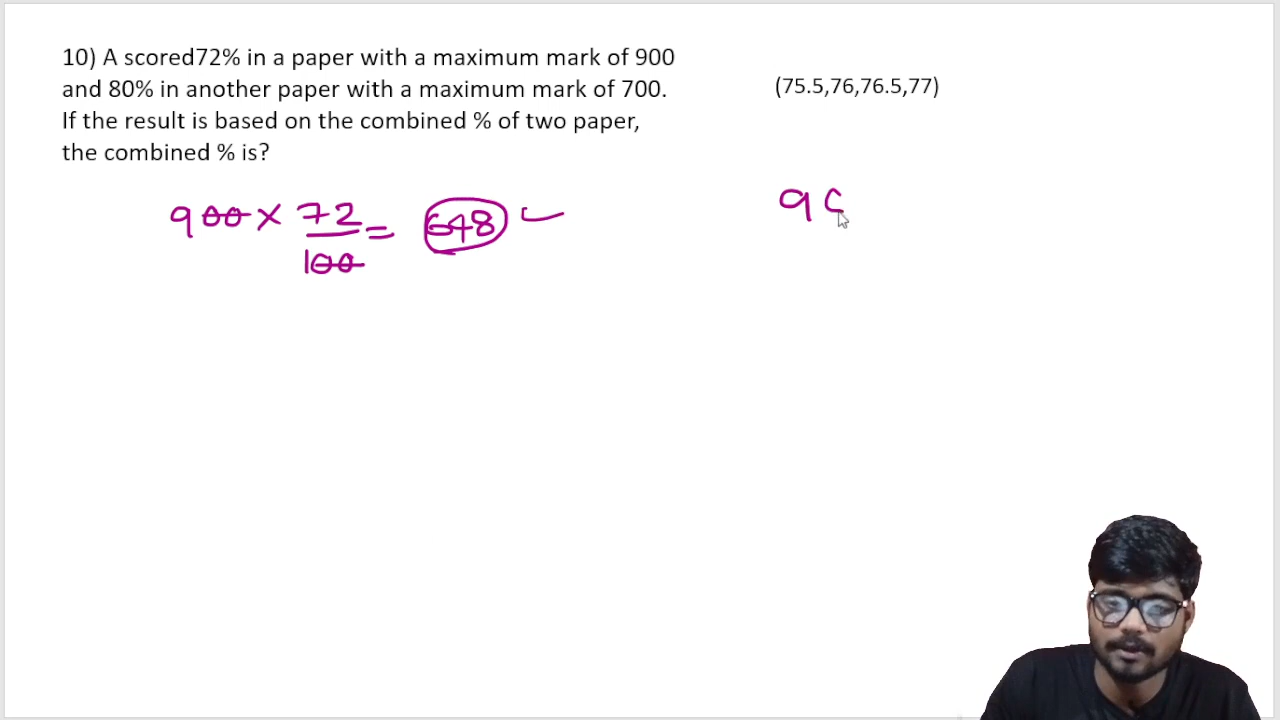 10) A scored72% in a paper with a maximum mark of 900
and 80% in another paper with a maximum mark of 700.
If the result is based on the combined % of two paper,
the combined % is?
(75.5,76,76.5,77)
900 × 72/100 = 648
9